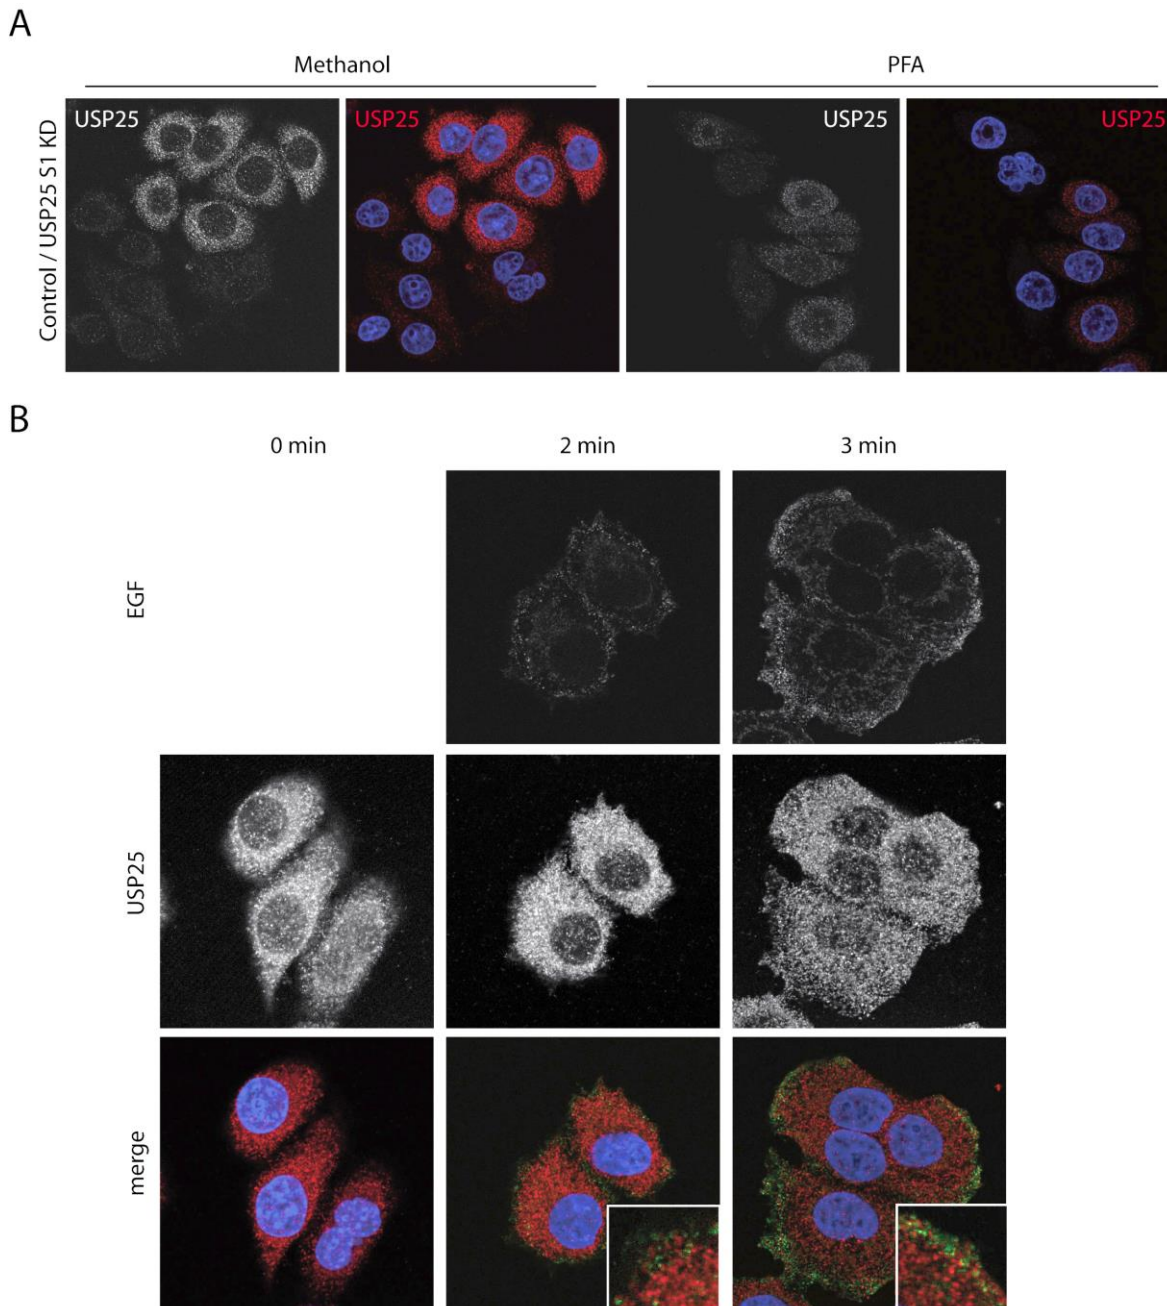 A
Methanol
PFA
Control / USP25 S1 KD
USP25
USP25
USP25
USP25
B
0 min
2 min
3 min
EGF
USP25
merge